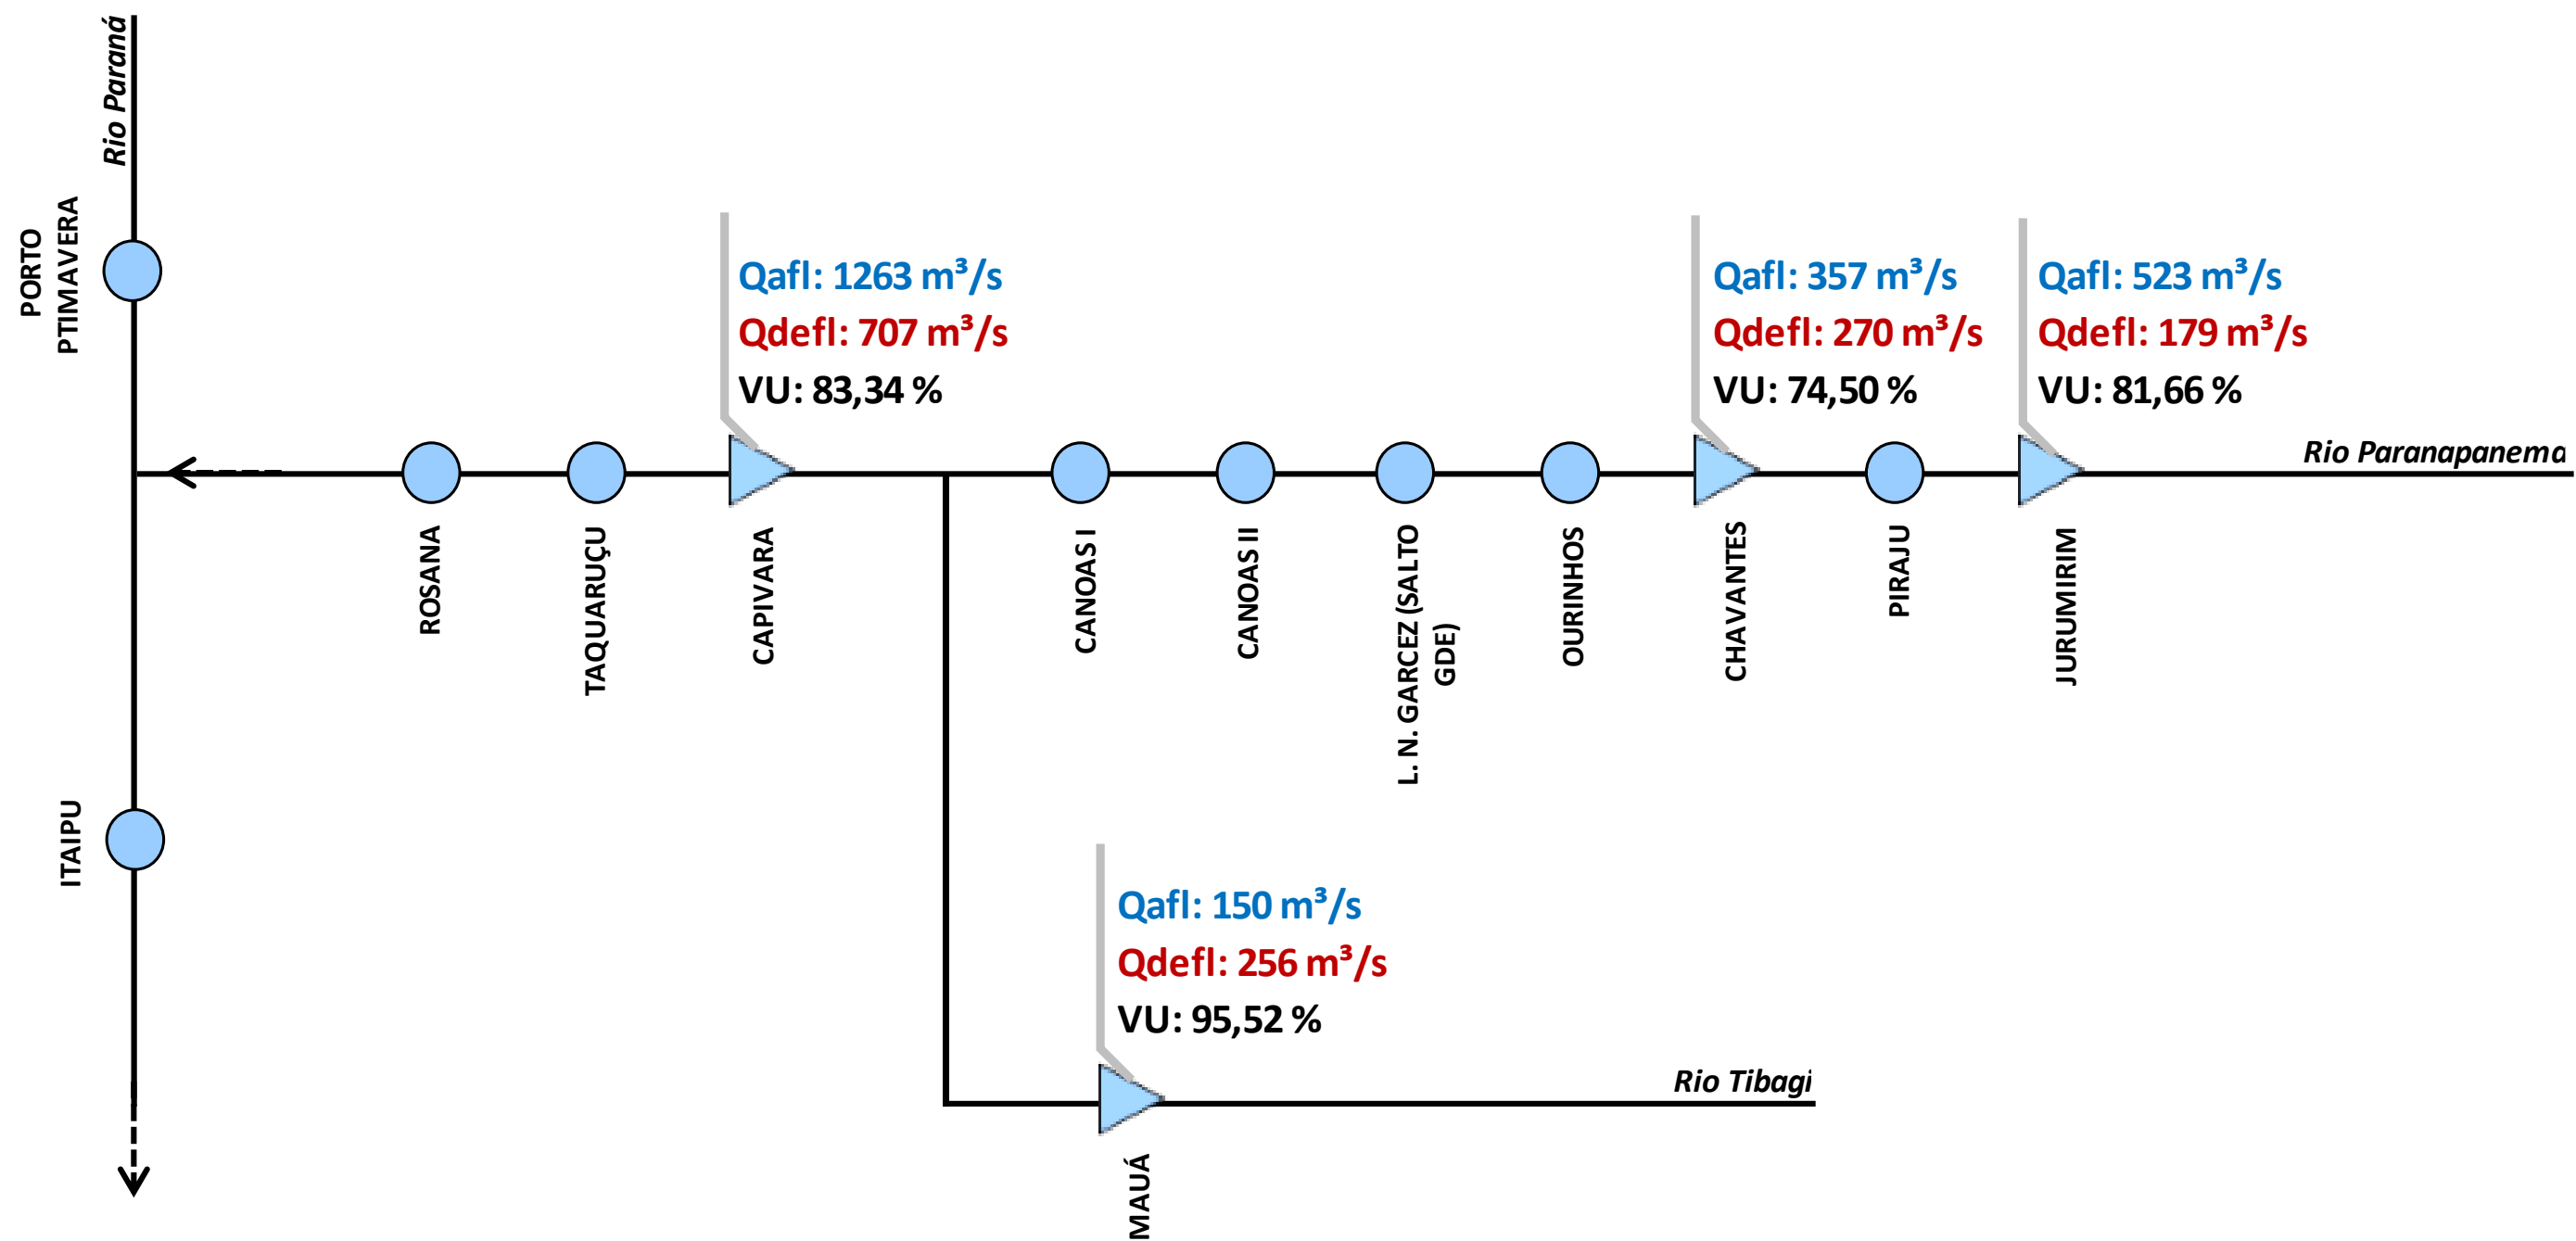 Rio Paraná
PORTO
PTIMAVERA
Qafl: 1263 m³/s
Qdefl: 707 m³/s
VU: 83,34 %
Qafl: 357 m³/s
Qdefl: 270 m³/s
VU: 74,50 %
Qafl: 523 m³/s
Qdefl: 179 m³/s
VU: 81,66 %
Rio Paranapanema
ROSANA
TAQUARUÇU
CAPIVARA
CANOAS I
CANOAS II
L. N. GARCEZ (SALTO
GDE)
OURINHOS
CHAVANTES
PIRAJU
JURUMIRIM
ITAIPU
Qafl: 150 m³/s
Qdefl: 256 m³/s
VU: 95,52 %
Rio Tibagi
MAUÁ